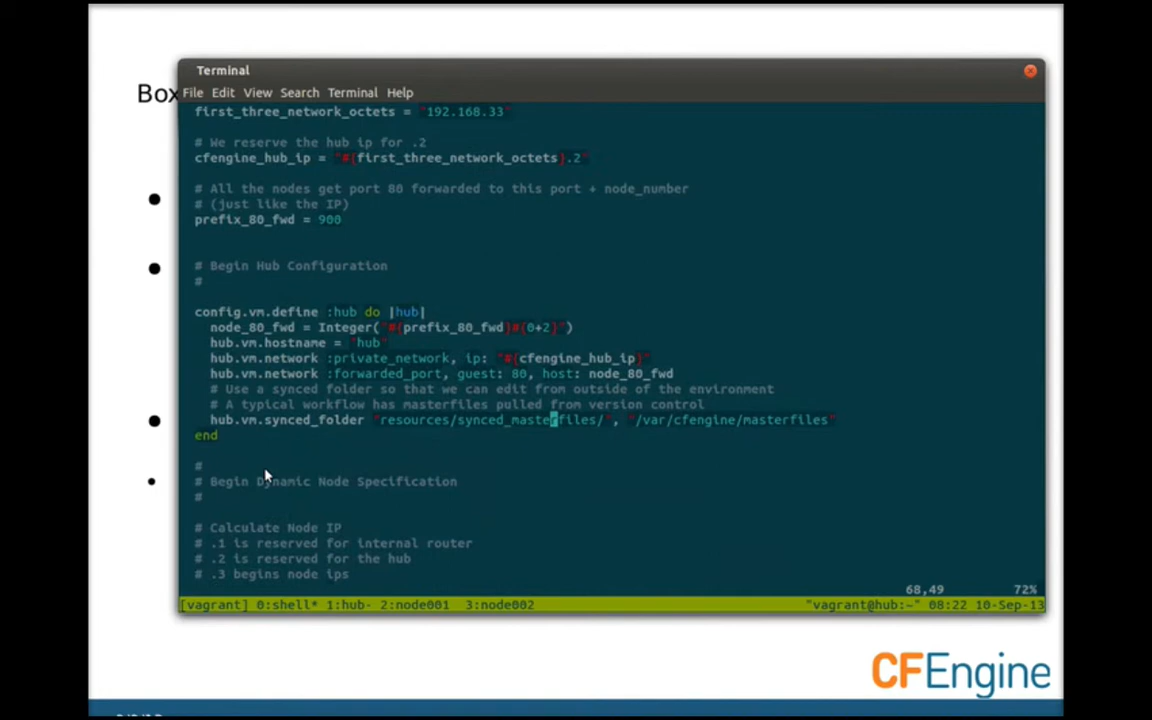 Terminal
Box
File Edit View Search Terminal Help
first_three_network_octets = "192.168.33"
# We reserve the hub ip for .2
cfengine_hub_ip = "#{first_three_network_octets}.2"
# All the nodes get port 80 forwarded to this port + node_number
# (just like the IP)
prefix_80_fwd = 900
# Begin Hub Configuration
#
config.vm.define :hub do |hub|
node_80_fwd = Integer("#{prefix_80_fwd}#{0+2}")
hub.vm.hostname = "hub"
hub.vm.network :private_network, ip: "#{cfengine_hub_ip}"
hub.vm.network :forwarded_port, guest: 80, host: node_80_fwd
# Use a synced folder so that we can edit from outside of the environment
# A typical workflow has masterfiles pulled from version control
hub.vm.synced_folder "resources/synced_masterfiles/", "/var/cfengine/masterfiles"
end
#
# Begin Dynamic Node Specification
#
# Calculate Node IP
# .1 is reserved for internal router
# .2 is reserved for the hub
# .3 begins node ips
68,49 72%
[vagrant] 0:shell* 1:hub- 2:node001 3:node002 "vagrant@hub:~" 08:22 10-Sep-13
CFEngine